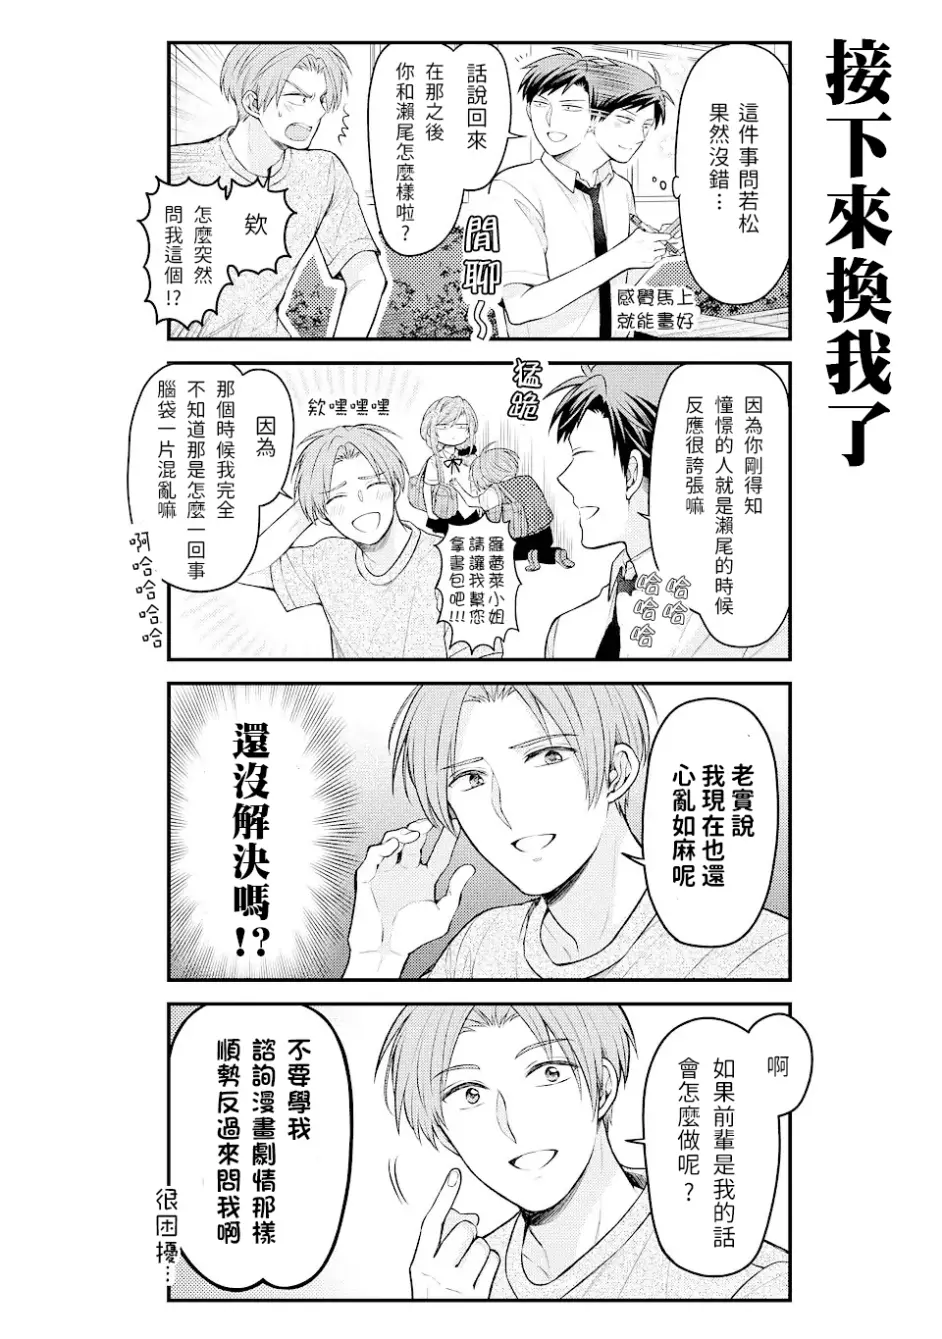 接下來換我了
這件事問若松
果然沒錯…
感覺馬上
就能畫好
話說回來
在那之後
你和瀨尾怎麼樣啦？
閒聊～
欸
怎麼突然
問我這個!?
因為你剛得知
憧憬的人就是瀨尾的時候
反應很誇張嘛
哈哈
哈哈
哈哈
猛跪
羅蕾萊小姐
請讓我幫您
拿書包吧!!!
欸嘿嘿嘿
因為
那個時候我完全
不知道那是怎麼一回事
腦袋一片混亂嘛
啊哈哈哈哈
老實說
我現在也還
心亂如麻呢
還沒解決嗎!?
啊
如果前輩是我的話
會怎麼做呢？
不要學我
諮詢漫畫劇情那樣
順勢反過來問我啊
很困擾…